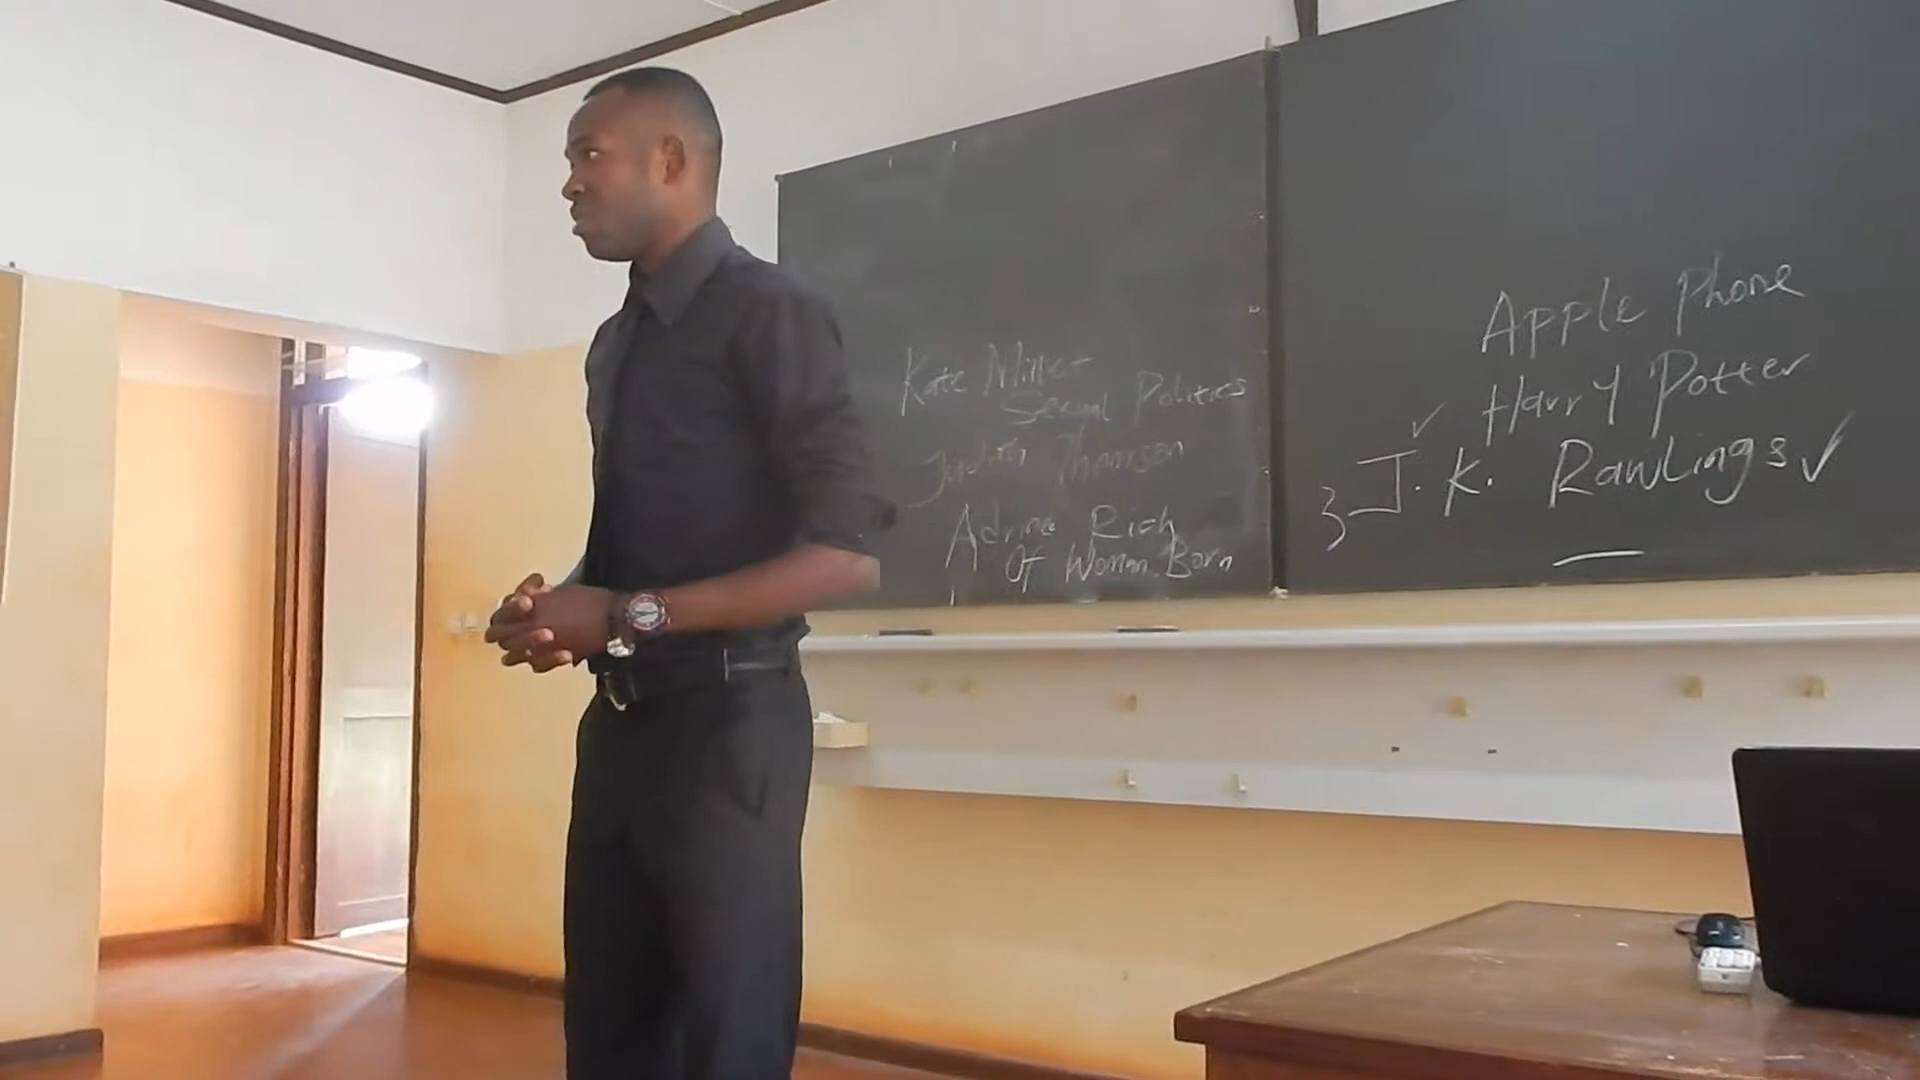 Kate Millet
Sexual Politics
Judith Thomson
Adrine Rich
Of Woman Born
Apple Phone
Harry Potter
J. K. Rawlings